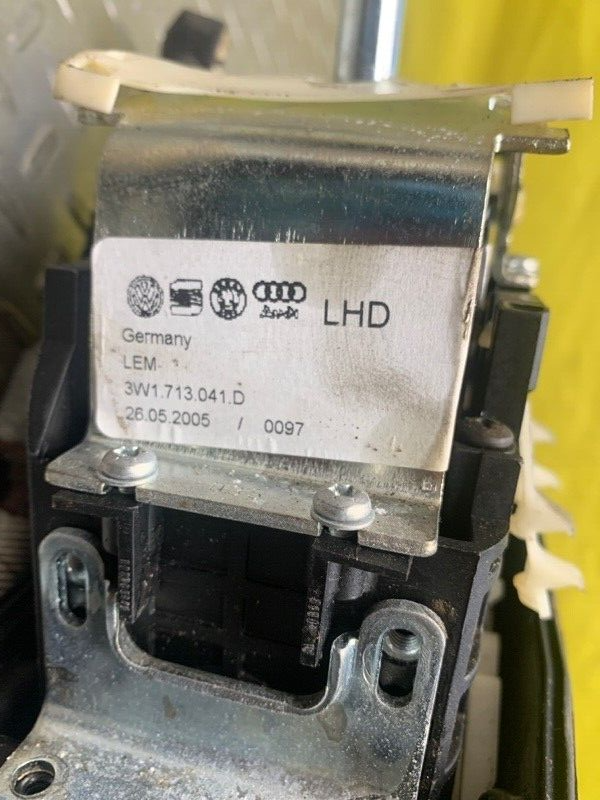 LHD
Germany
LEM
3W1.713.041.D
26.05.2005 / 0097